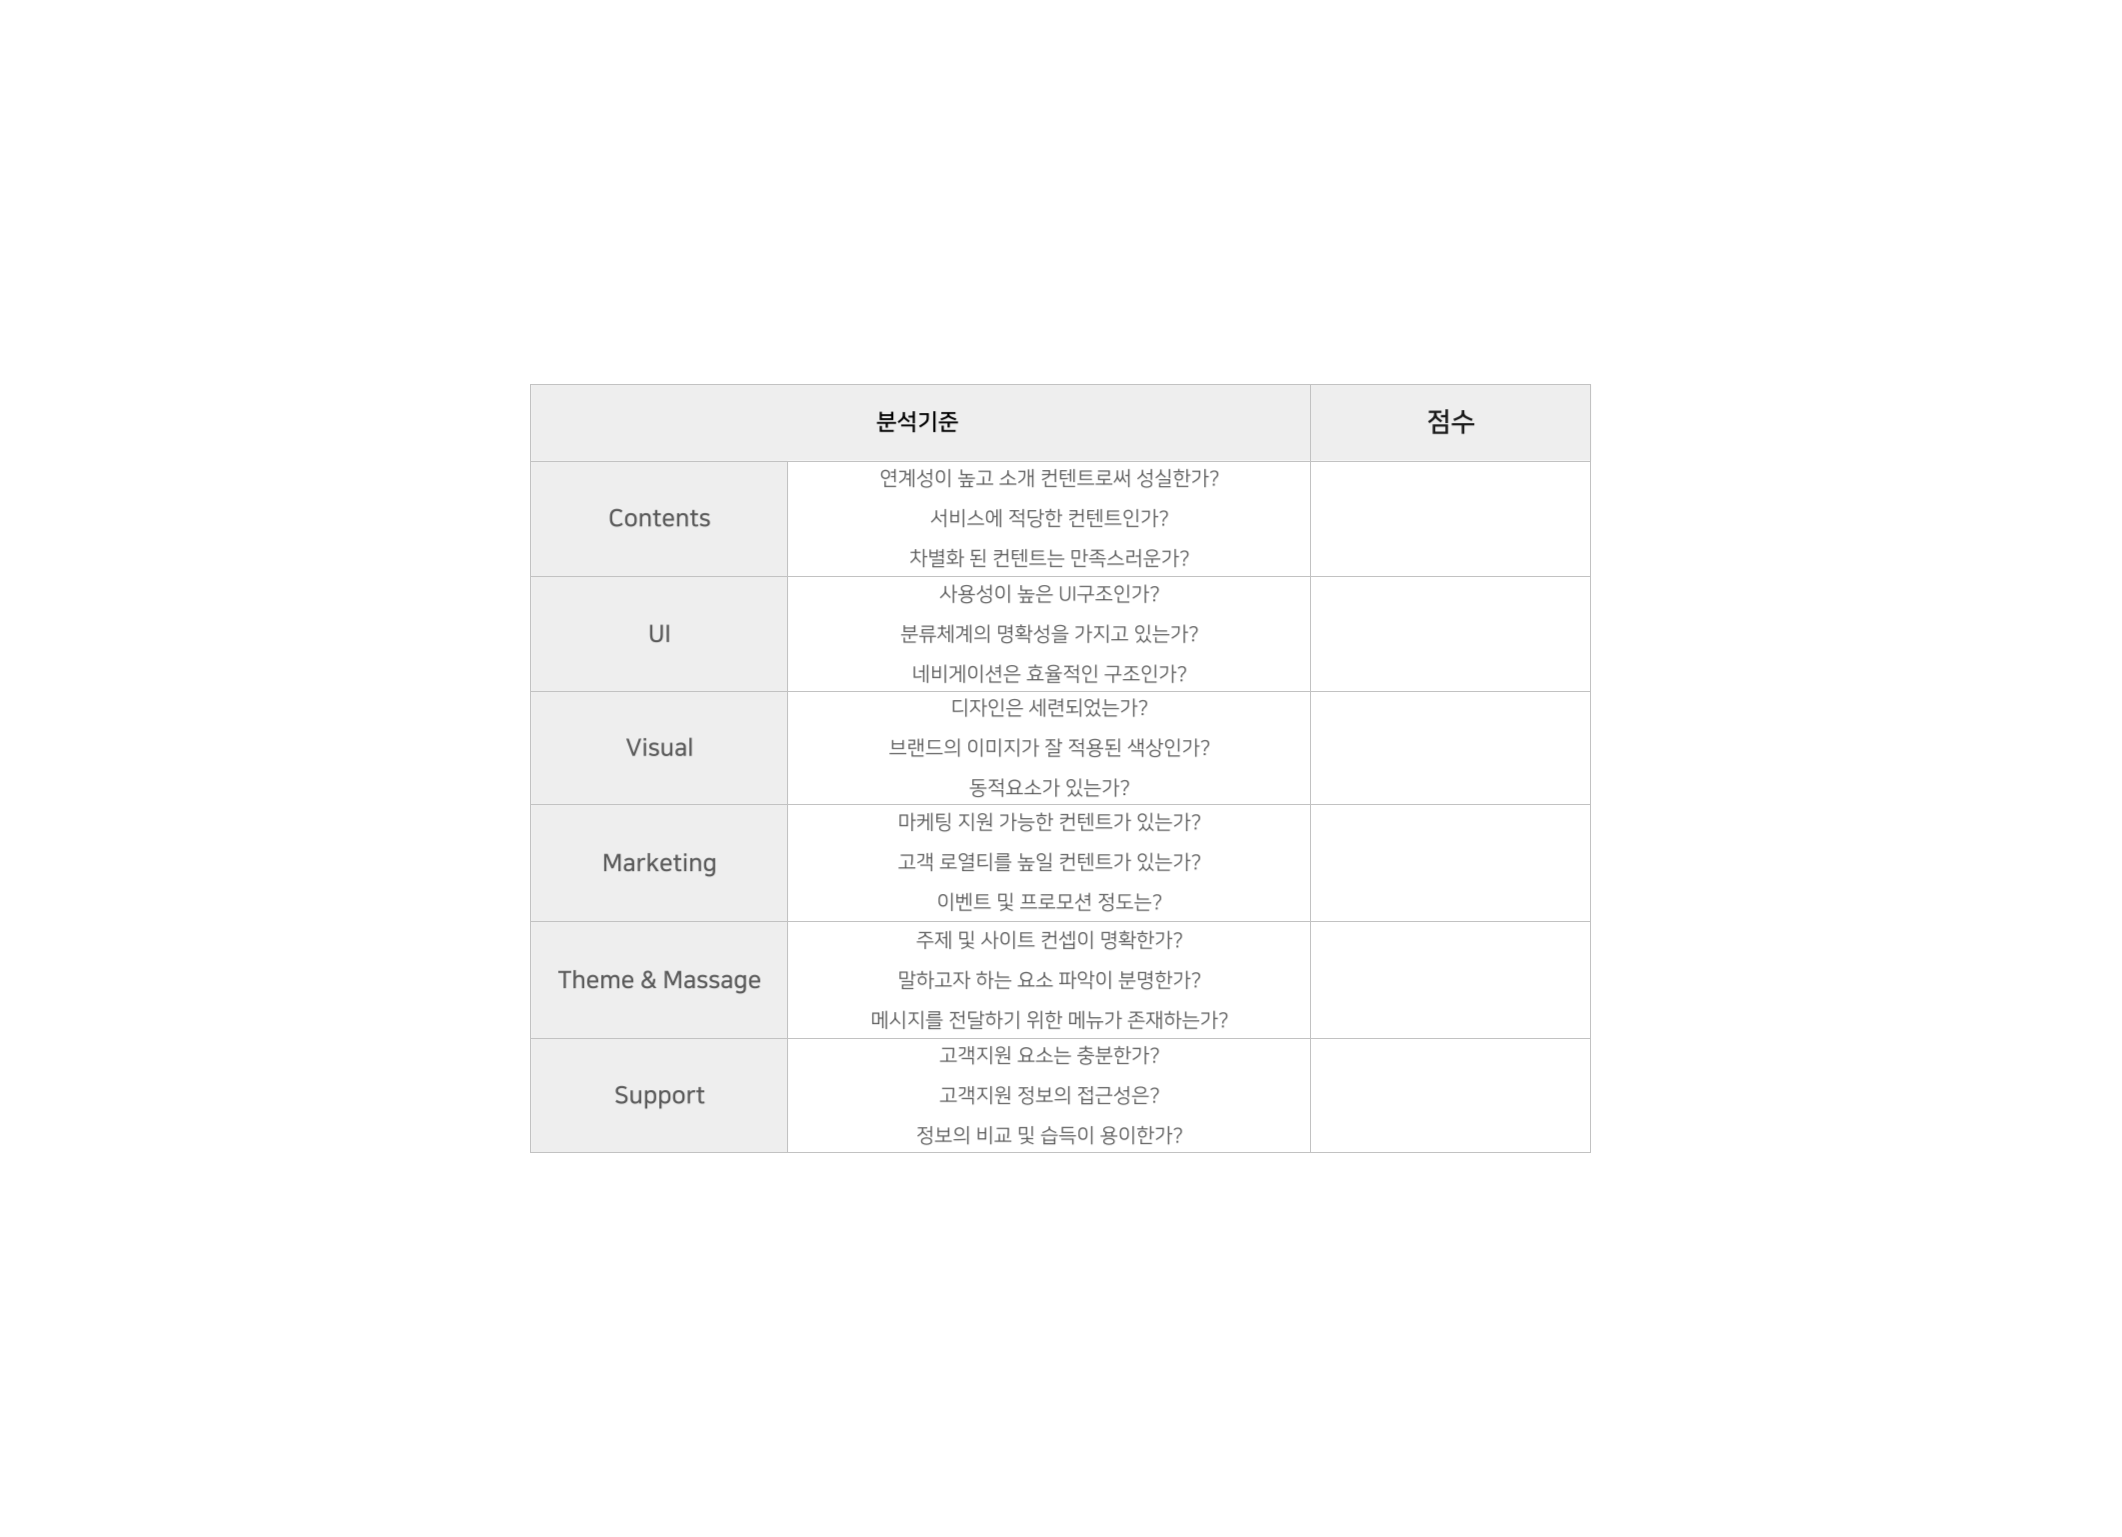 분석기준
점수
Contents
연계성이 높고 소개 컨텐트로써 성실한가?
서비스에 적당한 컨텐트인가?
차별화 된 컨텐트는 만족스러운가?
UI
사용성이 높은 UI구조인가?
분류체계의 명확성을 가지고 있는가?
네비게이션은 효율적인 구조인가?
Visual
디자인은 세련되었는가?
브랜드의 이미지가 잘 적용된 색상인가?
동적요소가 있는가?
Marketing
마케팅 지원 가능한 컨텐트가 있는가?
고객 로열티를 높일 컨텐트가 있는가?
이벤트 및 프로모션 정도는?
Theme & Massage
주제 및 사이트 컨셉이 명확한가?
말하고자 하는 요소 파악이 분명한가?
메시지를 전달하기 위한 메뉴가 존재하는가?
Support
고객지원 요소는 충분한가?
고객지원 정보의 접근성은?
정보의 비교 및 습득이 용이한가?